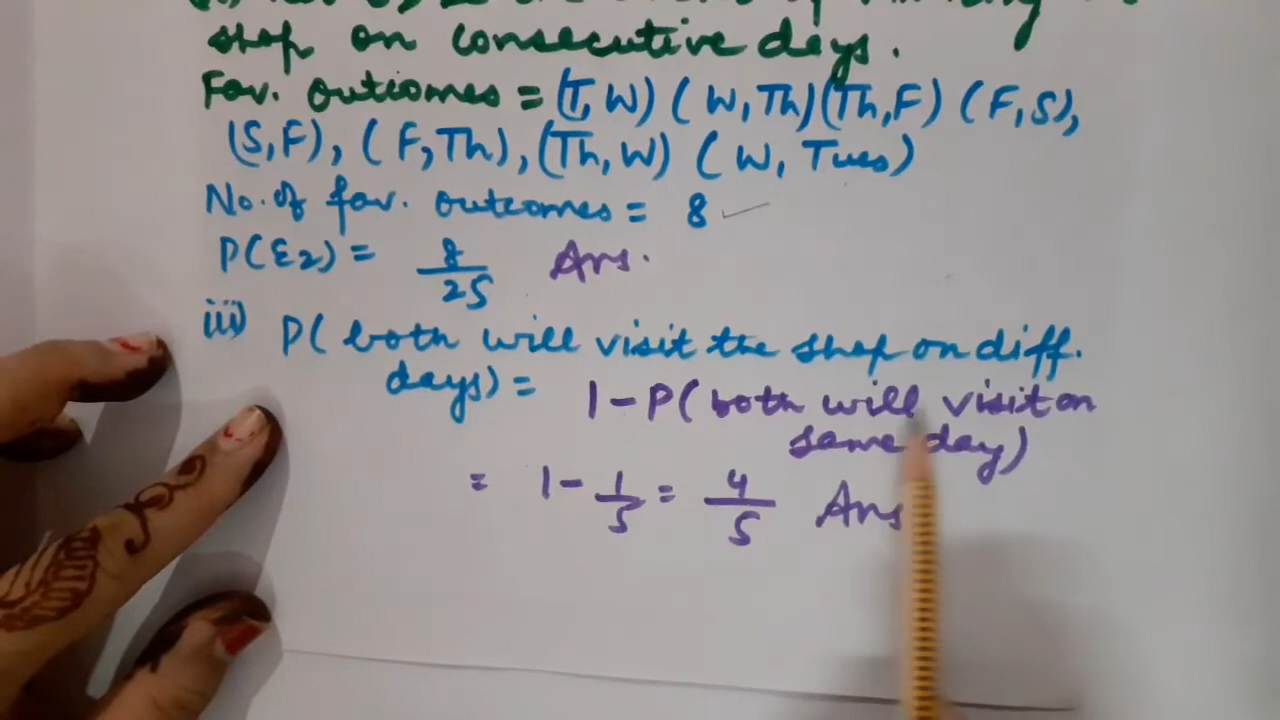 shop on consecutive days.
Fav. outcomes = (T, W) (W, Th) (Th, F) (F, S),
(S, F), (F, Th), (Th, W) (W, Tues)
No. of fav. outcomes = 8 ✓
P(E2) = 8/25 Ans.
iii) P( both will visit the shop on diff.
days) = 1 - P( both will visit on
same day)
= 1 - 1/5 = 4/5 Ans